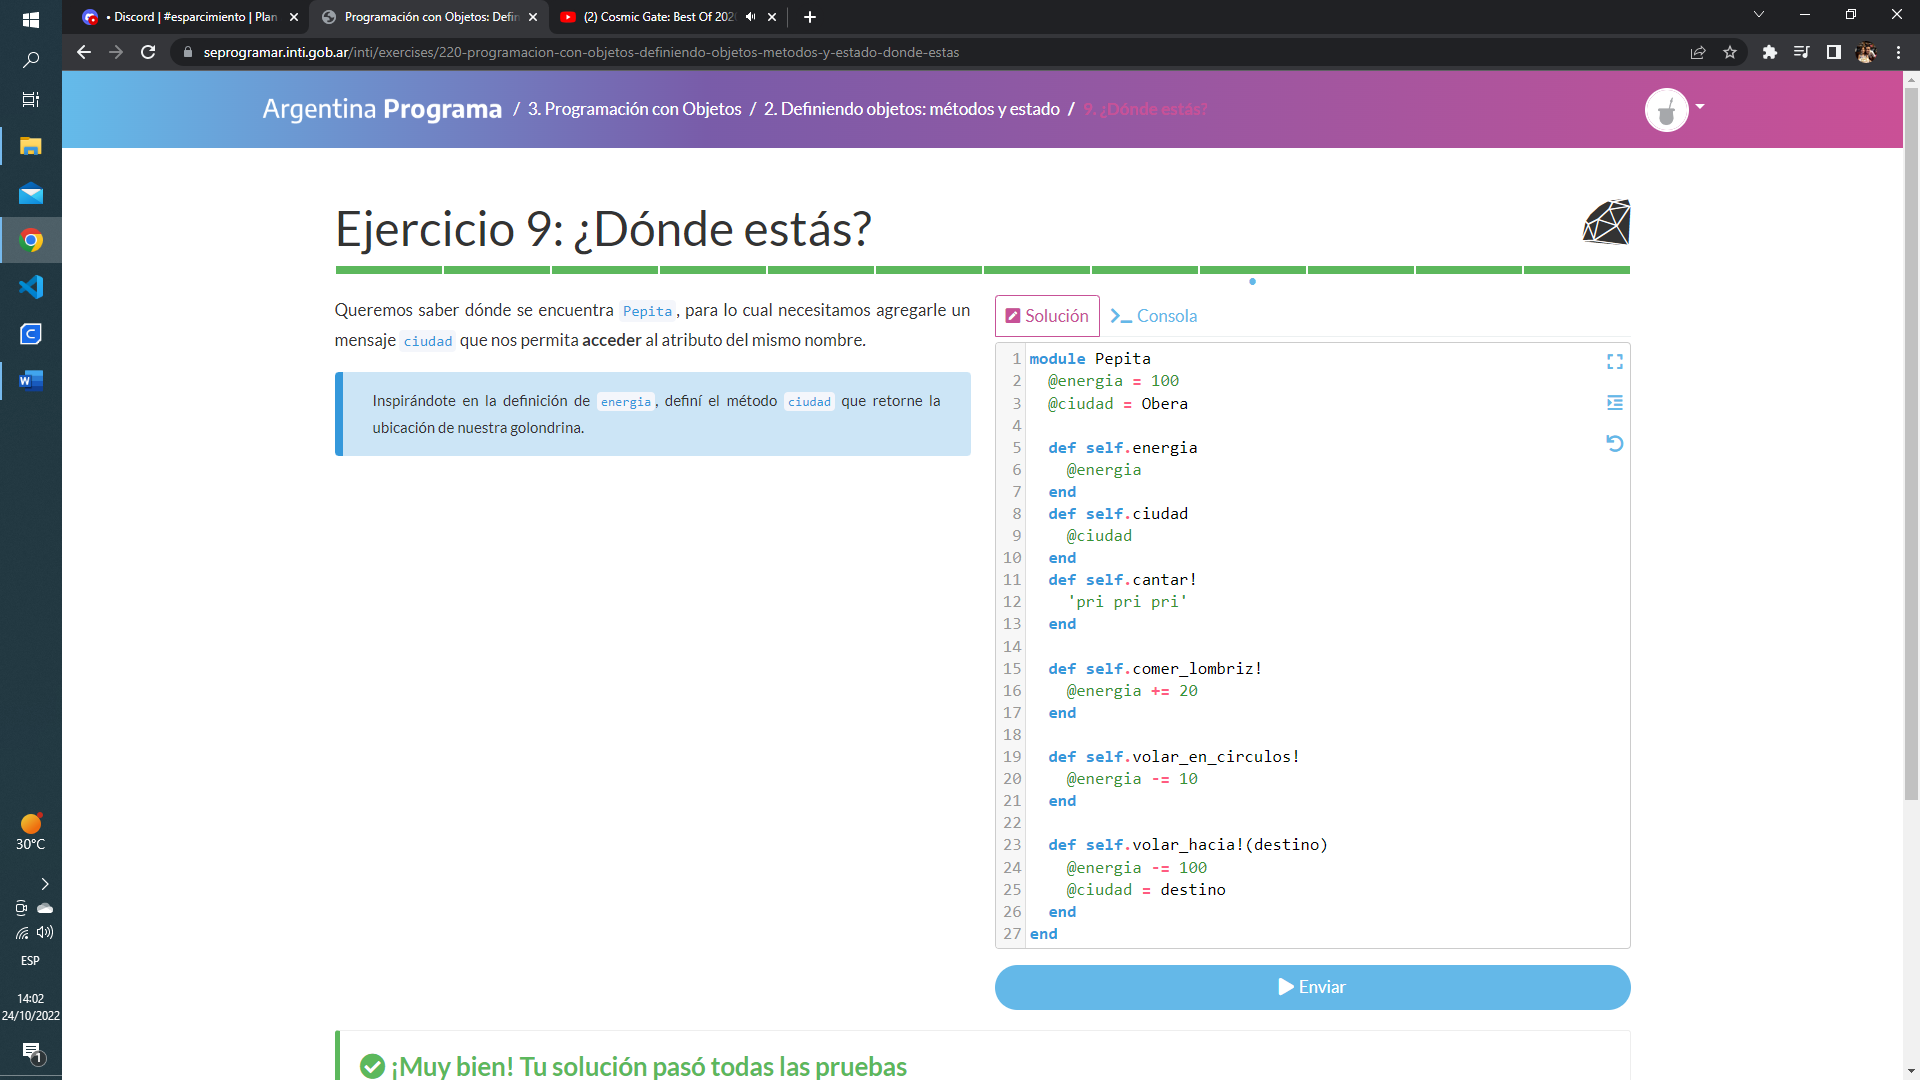 • Discord | #esparcimiento | Plan
Programación con Objetos: Defin
(2) Cosmic Gate: Best Of 202
seprogramar.inti.gob.ar/inti/exercises/220-programacion-con-objetos-definiendo-objetos-metodos-y-estado-donde-estas
Argentina Programa / 3. Programación con Objetos / 2. Definiendo objetos: métodos y estado / 9. ¿Dónde estás?
Ejercicio 9: ¿Dónde estás?
Queremos saber dónde se encuentra Pepita, para lo cual necesitamos agregarle un
mensaje ciudad que nos permita acceder al atributo del mismo nombre.
Inspirándote en la definición de energia, definí el método ciudad que retorne la
ubicación de nuestra golondrina.
Solución
Consola
1 module Pepita
2 @energia = 100
3 @ciudad = Obera
4
5 def self.energia
6 @energia
7 end
8 def self.ciudad
9 @ciudad
10 end
11 def self.cantar!
12 'pri pri pri'
13 end
14
15 def self.comer_lombriz!
16 @energia += 20
17 end
18
19 def self.volar_en_circulos!
20 @energia -= 10
21 end
22
23 def self.volar_hacia!(destino)
24 @energia -= 100
25 @ciudad = destino
26 end
27 end
Enviar
¡Muy bien! Tu solución pasó todas las pruebas
30°C
ESP
14:02
24/10/2022
1